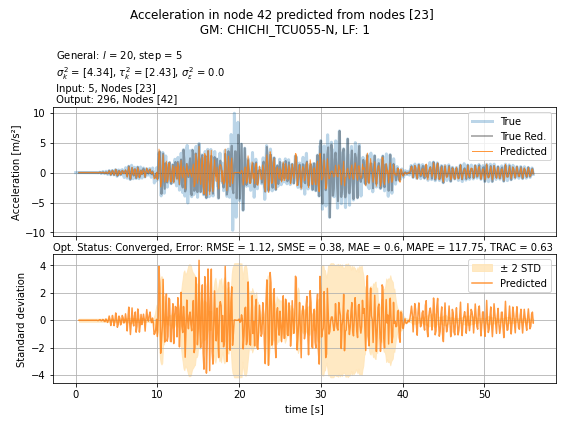 Acceleration in node 42 predicted from nodes [23]
GM: CHICHI_TCU055-N, LF: 1
General: l = 20, step = 5
σ²ₖ = [4.34], τ²ₖ = [2.43], σ²ε = 0.0
Input: 5, Nodes [23]
Output: 296, Nodes [42]
10
5
0
−5
−10
Acceleration [m/s²]
True
True Red.
Predicted
Opt. Status: Converged, Error: RMSE = 1.12, SMSE = 0.38, MAE = 0.6, MAPE = 117.75, TRAC = 0.63
4
2
0
−2
−4
Standard deviation
± 2 STD
Predicted
0 10 20 30 40 50
time [s]